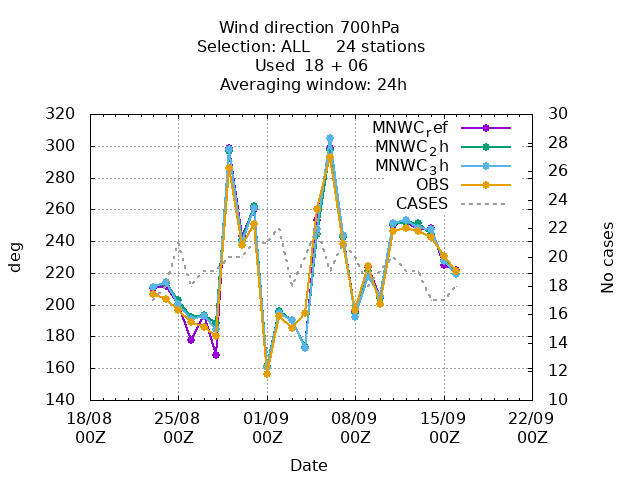 Wind direction 700hPa
Selection: ALL 24 stations
Used 18 + 06
Averaging window: 24h
320 30
300 28
280 26
260 24
240 22
220 20
200 18
180 16
160 14
140 12
10
deg
No cases
MNWCref
MNWC2h
MNWC3h
OBS
CASES
18/08 25/08 01/09 08/09 15/09 22/09
00Z 00Z 00Z 00Z 00Z 00Z
Date